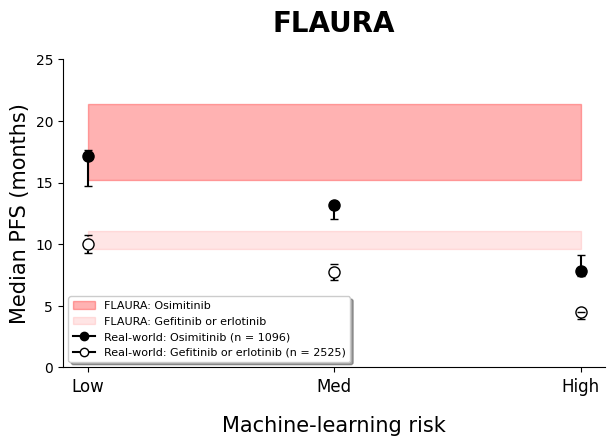 FLAURA
Median PFS (months)
25
20
15
10
5
0
FLAURA: Osimitinib
FLAURA: Gefitinib or erlotinib
Real-world: Osimitinib (n = 1096)
Real-world: Gefitinib or erlotinib (n = 2525)
Low
Med
High
Machine-learning risk